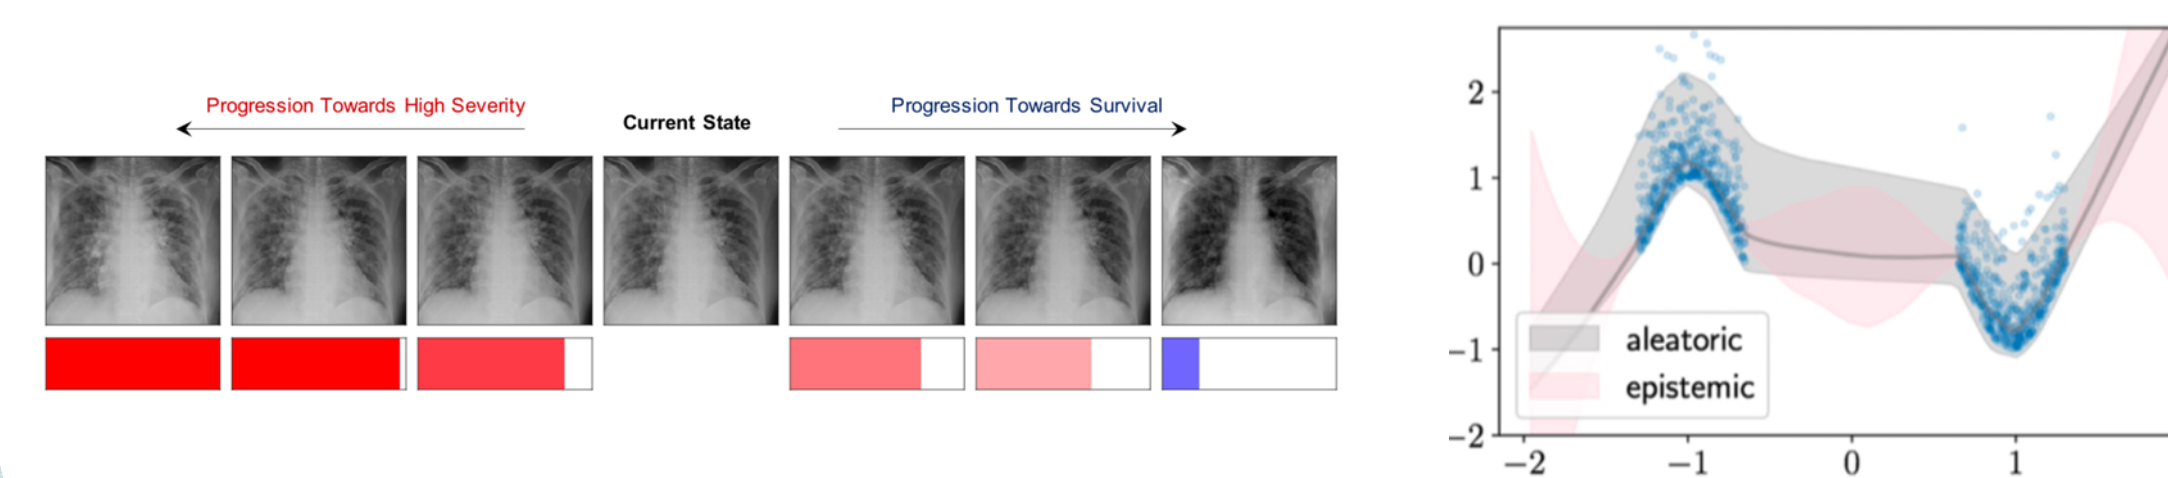 Progression Towards High Severity
Current State
Progression Towards Survival
2
1
0
−1
−2
aleatoric
epistemic
−2
−1
0
1